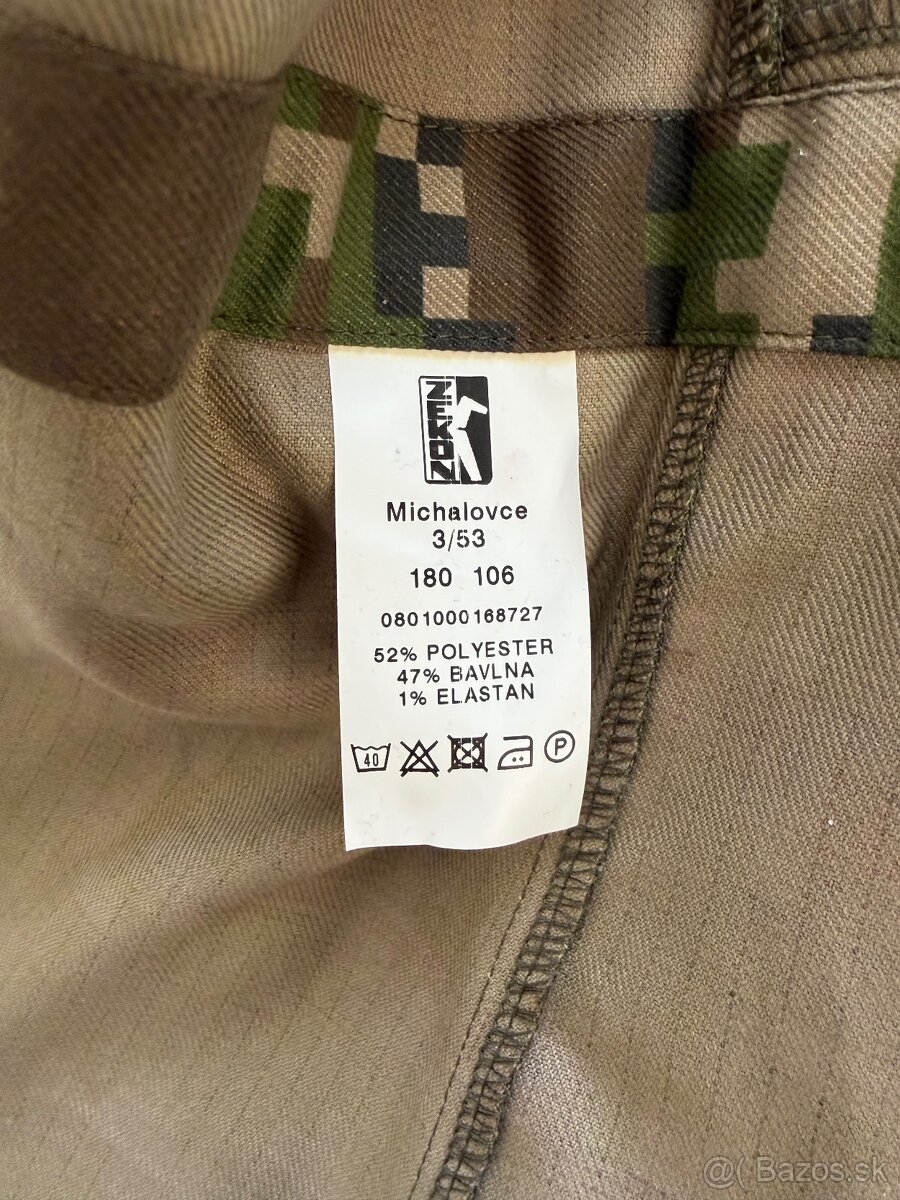 ZEKON
Michalovce
3/53
180 106
0801000168727
52% POLYESTER
47% BAVLNA
1% ELASTAN
40
P
@( Bazos.sk